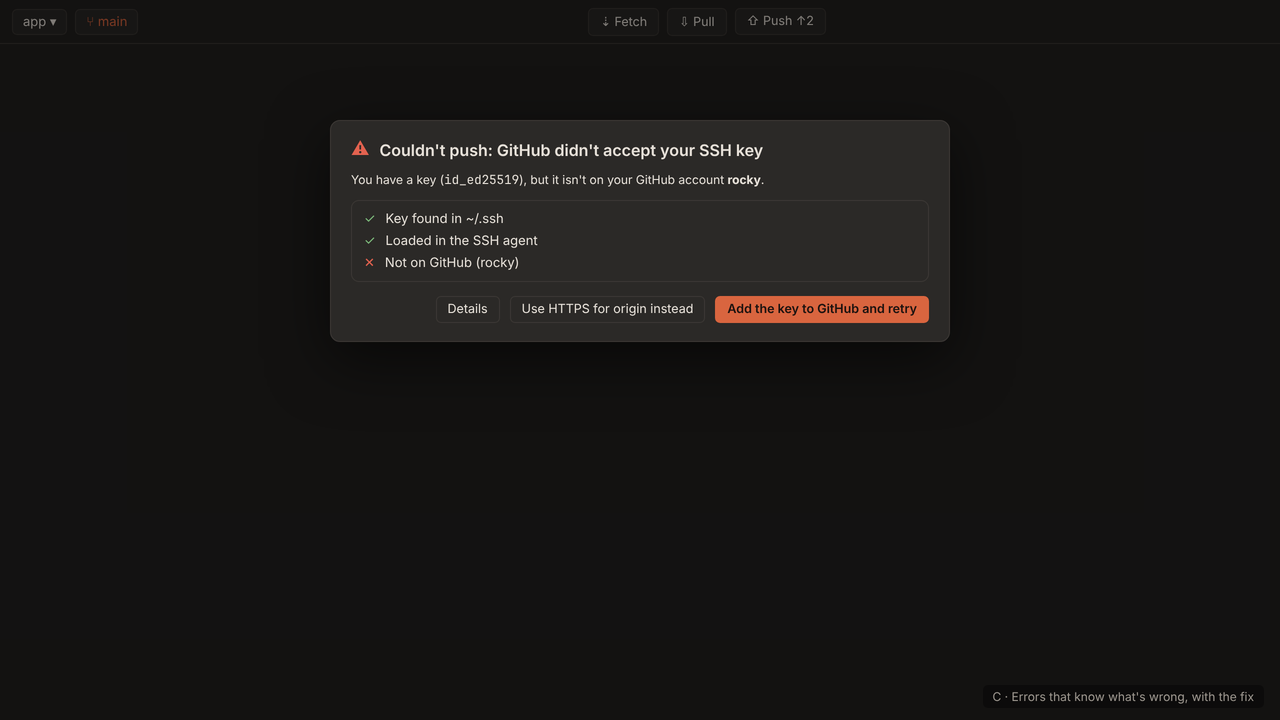 app ▾
main
⇣ Fetch
⇩ Pull
⇧ Push ↑2
Couldn't push: GitHub didn't accept your SSH key
You have a key (id_ed25519), but it isn't on your GitHub account rocky.
✓ Key found in ~/.ssh
✓ Loaded in the SSH agent
✕ Not on GitHub (rocky)
Details
Use HTTPS for origin instead
Add the key to GitHub and retry
C · Errors that know what's wrong, with the fix